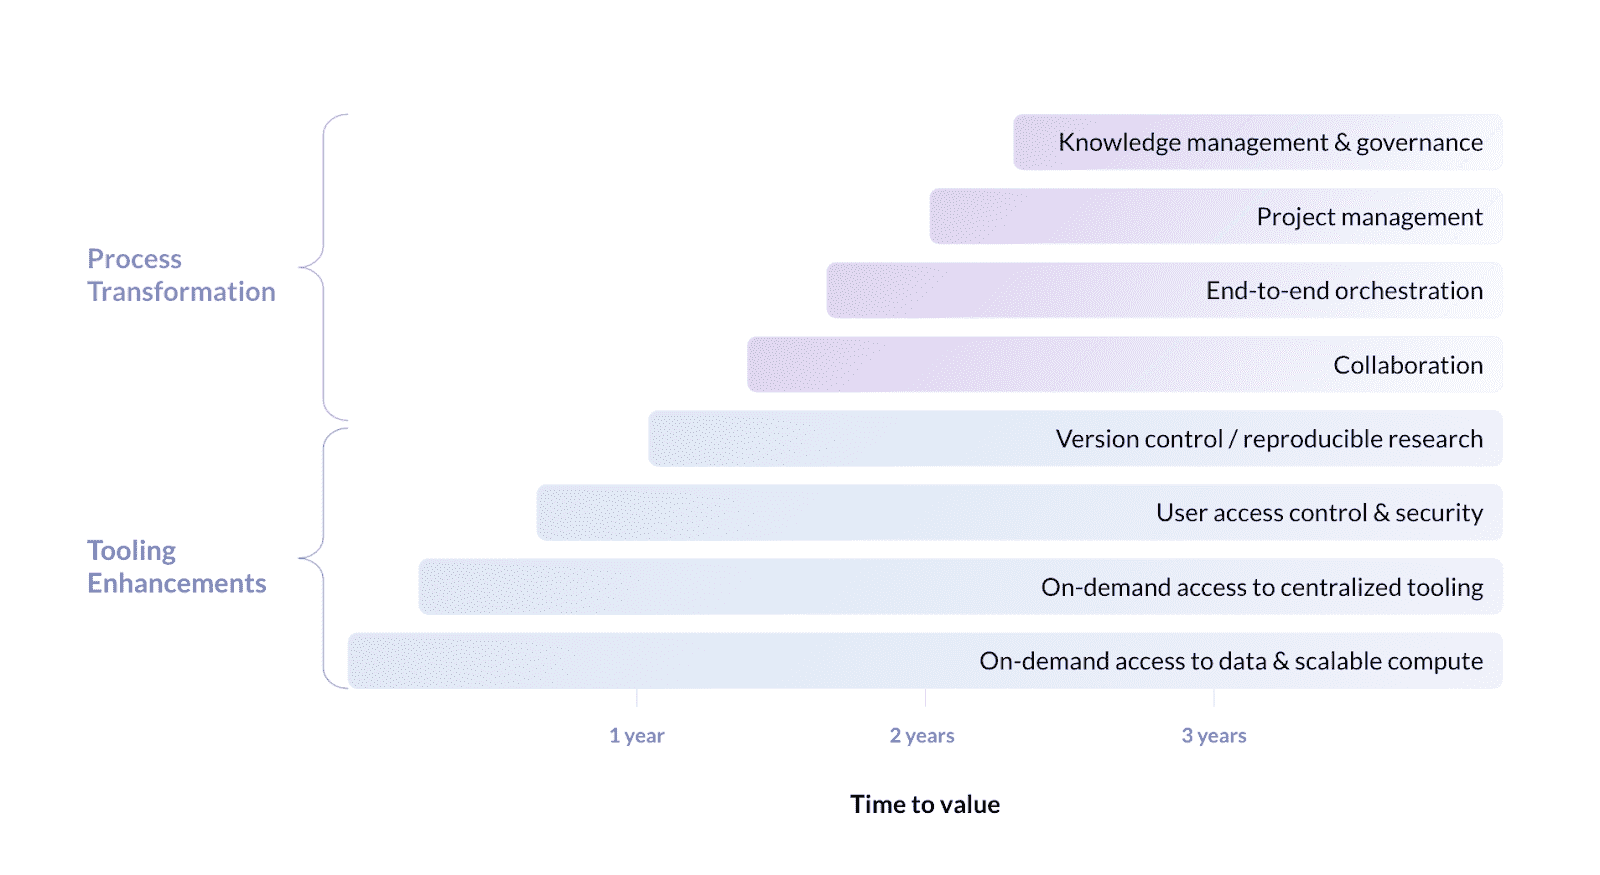 Knowledge management & governance
Project management
End-to-end orchestration
Process
Transformation
Collaboration
Version control / reproducible research
User access control & security
Tooling
Enhancements
On-demand access to centralized tooling
On-demand access to data & scalable compute
1 year
2 years
3 years
Time to value